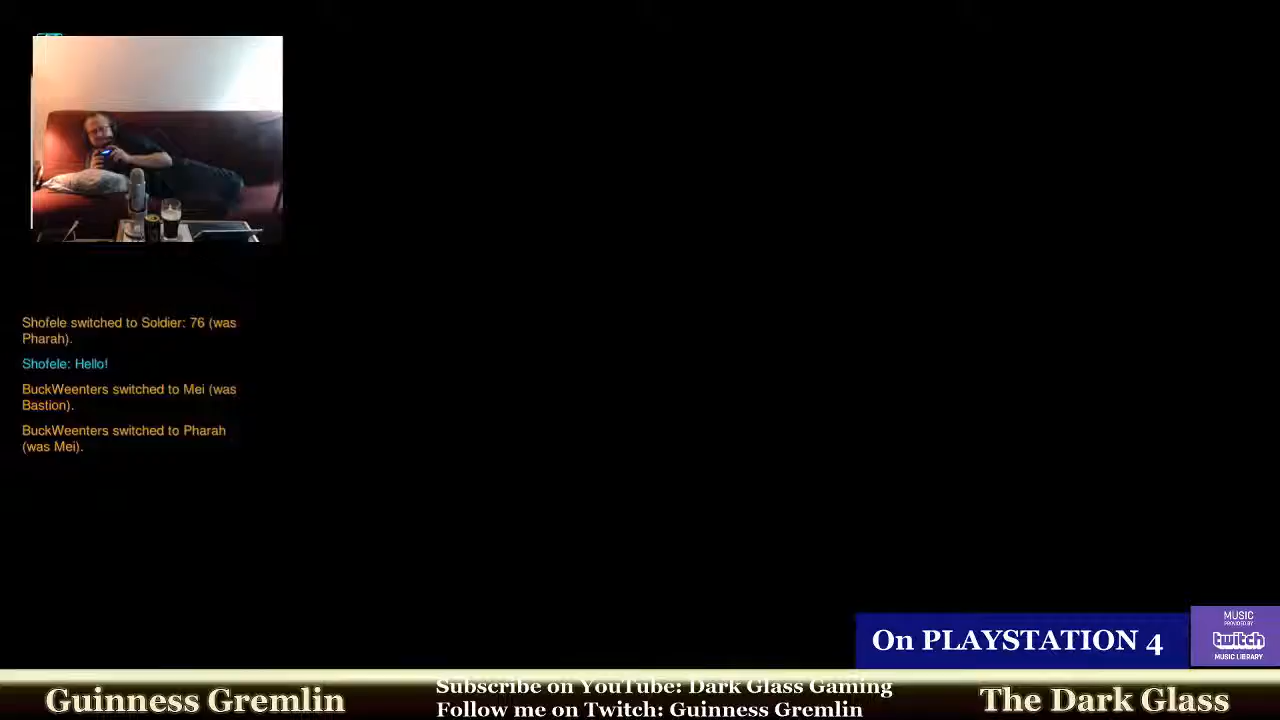 Shofele switched to Soldier: 76 (was
Pharah).
Shofele: Hello!
BuckWeenters switched to Mei (was
Bastion).
BuckWeenters switched to Pharah
(was Mei).
On PLAYSTATION 4
MUSIC
PROVIDED BY
twitch
MUSIC LIBRARY
Guinness Gremlin
Subscribe on YouTube: Dark Glass Gaming
Follow me on Twitch: Guinness Gremlin
The Dark Glass